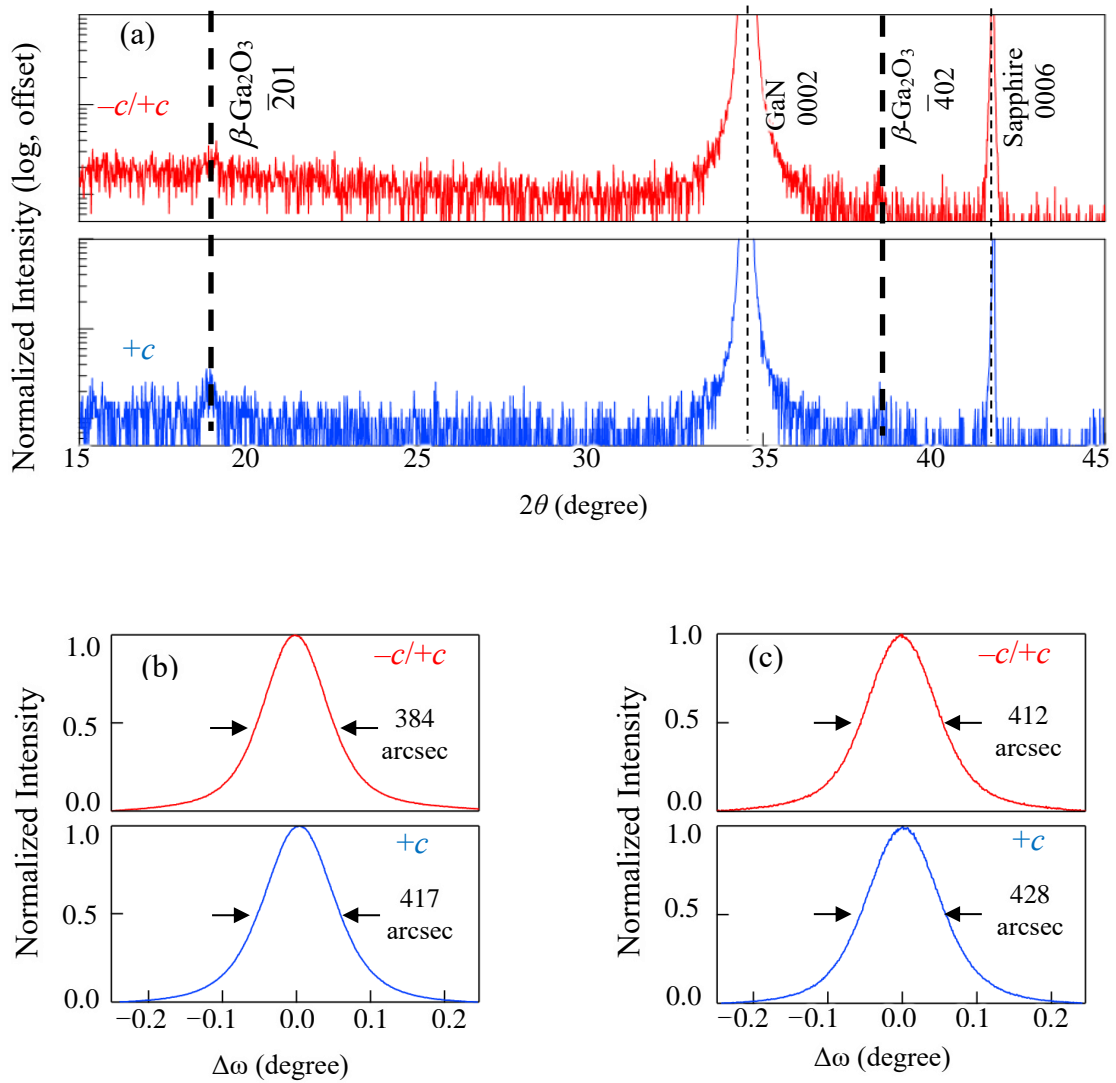 (a)
Normalized Intensity (log, offset)
−c/+c
β-Ga₂O₃
2̅01
GaN
0002
β-Ga₂O₃
4̅02
Sapphire
0006
+c
15 20 25 30 35 40 45
2θ (degree)
(b)
Normalized Intensity
1.0
0.5
0.0
−c/+c
384
arcsec
1.0
0.5
0.0
+c
417
arcsec
−0.2 −0.1 0.0 0.1 0.2
Δω (degree)
(c)
Normalized Intensity
1.0
0.5
0.0
−c/+c
412
arcsec
1.0
0.5
0.0
+c
428
arcsec
−0.2 −0.1 0.0 0.1 0.2
Δω (degree)